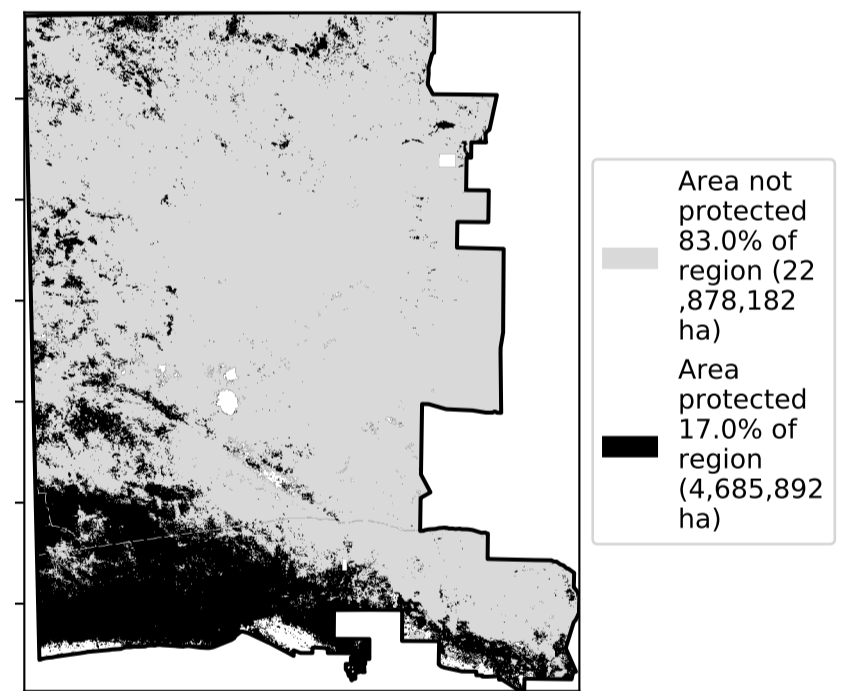 Area not
protected
83.0% of
region (22
,878,182
ha)
Area
protected
17.0% of
region
(4,685,892
ha)